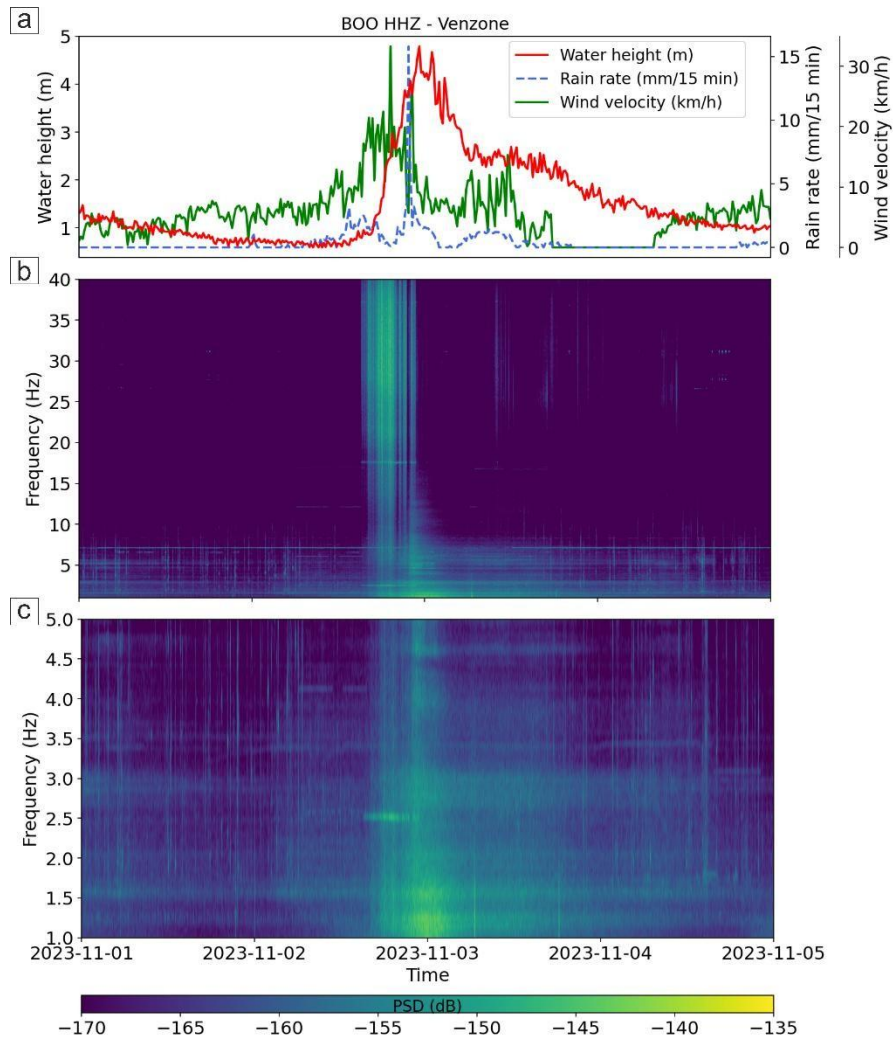 a
BOO HHZ - Venzone
5
4
3
2
1
Water height (m)
Water height (m)
Rain rate (mm/15 min)
Wind velocity (km/h)
15
10
5
0
Rain rate (mm/15 min)
30
20
10
0
Wind velocity (km/h)
b
40
35
30
25
20
15
10
5
Frequency (Hz)
c
5.0
4.5
4.0
3.5
3.0
2.5
2.0
1.5
1.0
Frequency (Hz)
2023-11-01 2023-11-02 2023-11-03 2023-11-04 2023-11-05
Time
PSD (dB)
−170 −165 −160 −155 −150 −145 −140 −135